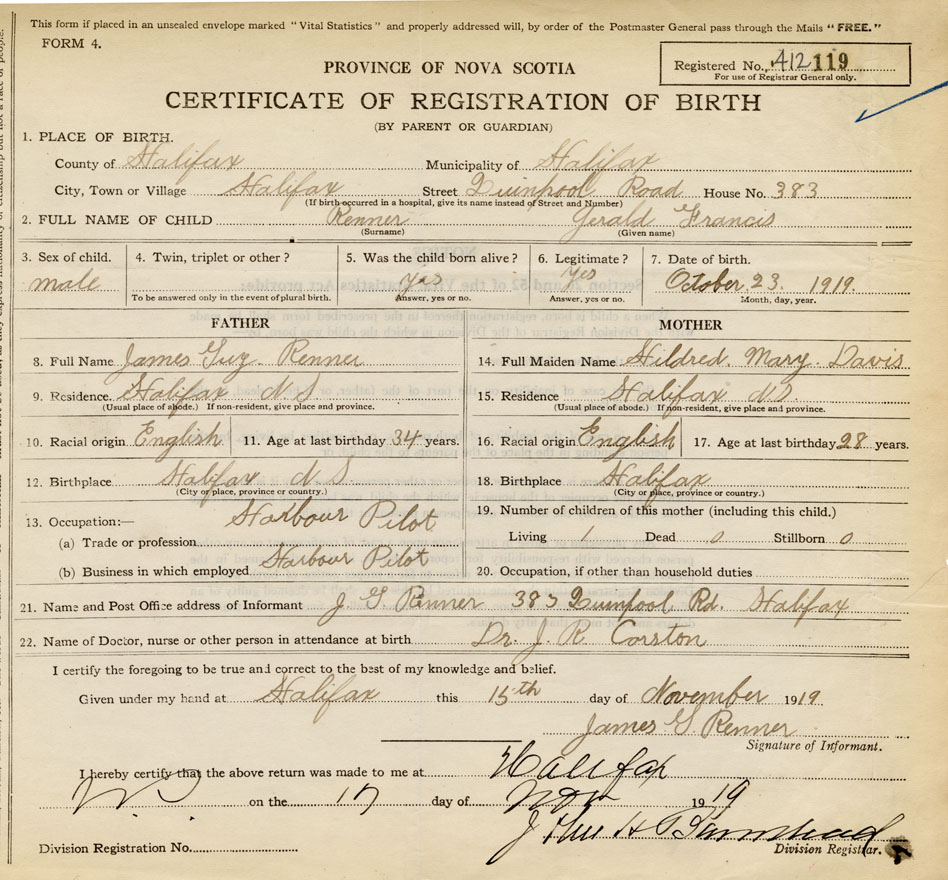 This form if placed in an unsealed envelope marked "Vital Statistics" and properly addressed will, by order of the Postmaster General pass through the Mails "FREE."
FORM 4.
Registered No. 412119
For use of Registrar General only.
PROVINCE OF NOVA SCOTIA
CERTIFICATE OF REGISTRATION OF BIRTH
(BY PARENT OR GUARDIAN)
1. PLACE OF BIRTH.
County of Halifax Municipality of Halifax
City, Town or Village Halifax Street Quinpool Road House No. 383
(If birth occurred in a hospital, give its name instead of Street and Number)
2. FULL NAME OF CHILD Renner Gerald Francis
(Surname) (Given name)
3. Sex of child. 4. Twin, triplet or other? 5. Was the child born alive? 6. Legitimate? 7. Date of birth.
male yes Yes October 23 1919.
To be answered only in the event of plural birth. Answer, yes or no. Answer, yes or no. Month, day, year.
FATHER MOTHER
8. Full Name James Guy Renner 14. Full Maiden Name Hildred Mary Davis
9. Residence. Halifax N S 15. Residence Halifax N S
(Usual place of abode.) If non-resident, give place and province. (Usual place of abode.) If non-resident, give place and province.
10. Racial origin English 11. Age at last birthday 34 years. 16. Racial origin English 17. Age at last birthday 28 years.
12. Birthplace Halifax N S 18. Birthplace Halifax
(City or place, province or country.) (City or place, province or country.)
13. Occupation:— Harbour Pilot 19. Number of children of this mother (including this child.)
(a) Trade or profession Living 1 Dead 0 Stillborn 0
(b) Business in which employed Harbour Pilot 20. Occupation, if other than household duties
21. Name and Post Office address of Informant J G Renner 383 Quinpool Rd. Halifax
22. Name of Doctor, nurse or other person in attendance at birth. Dr. J. R. Corston
I certify the foregoing to be true and correct to the best of my knowledge and belief.
Given under my hand at Halifax this 15th day of November 1919
James G Renner
Signature of Informant.
I hereby certify that the above return was made to me at Halifax
on the 17 day of Nov 1919
Division Registration No. Division Registrar.